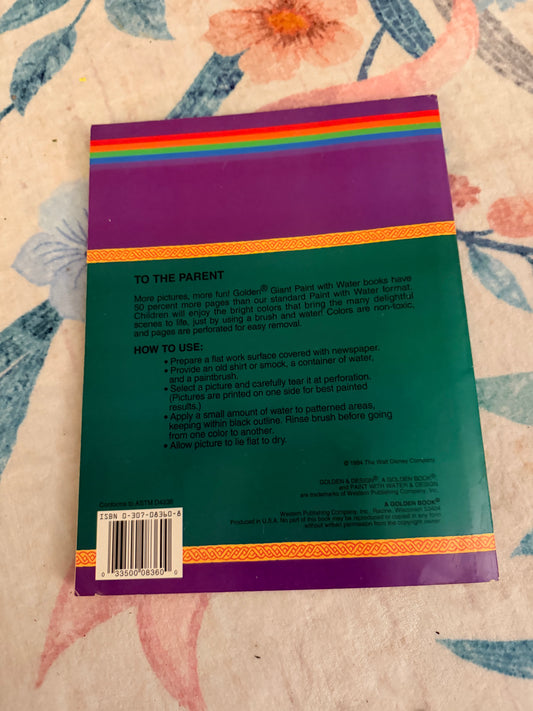 TO THE PARENT
More pictures, more fun! Golden® Giant Paint with Water books have
50 percent more pages than our standard Paint with Water format.
Children will enjoy the bright colors that bring the many delightful
scenes to life, just by using a brush and water! Colors are non-toxic,
and pages are perforated for easy removal.
HOW TO USE:
• Prepare a flat work surface covered with newspaper.
• Provide an old shirt or smock, a container of water,
and a paintbrush.
• Select a picture and carefully tear it at perforation.
(Pictures are printed on one side for best painted
results.)
• Apply a small amount of water to patterned areas,
keeping within black outline. Rinse brush before going
from one color to another.
• Allow picture to lie flat to dry.
© 1994 The Walt Disney Company
GOLDEN & DESIGN® A GOLDEN BOOK®
and PAINT WITH WATER & DESIGN
are trademarks of Western Publishing Company, Inc.
A GOLDEN BOOK®
Western Publishing Company, Inc. Racine, Wisconsin 53404
Produced in U.S.A. No part of this book may be reproduced or copied in any form
without written permission from the copyright owner.
Conforms to ASTM D4236
ISBN 0-307-08360-8
0 33500 08360 0